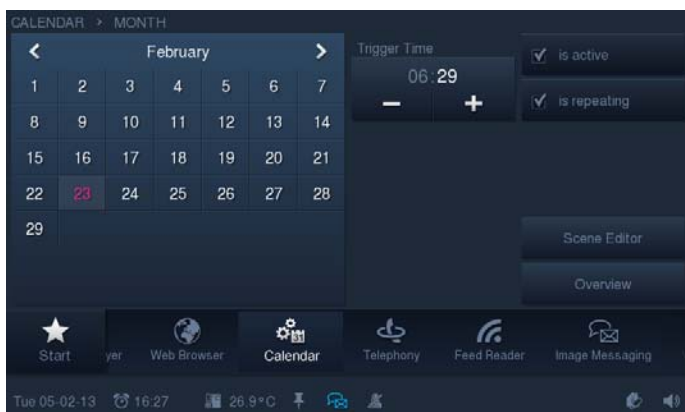 CALENDAR > MONTH
February
1 2 3 4 5 6 7
8 9 10 11 12 13 14
15 16 17 18 19 20 21
22 23 24 25 26 27 28
29
Trigger Time
06:29
is active
is repeating
Scene Editor
Overview
Start
yer
Web Browser
Calendar
Telephony
Feed Reader
Image Messaging
Tue 05-02-13 16:27 26.9°C